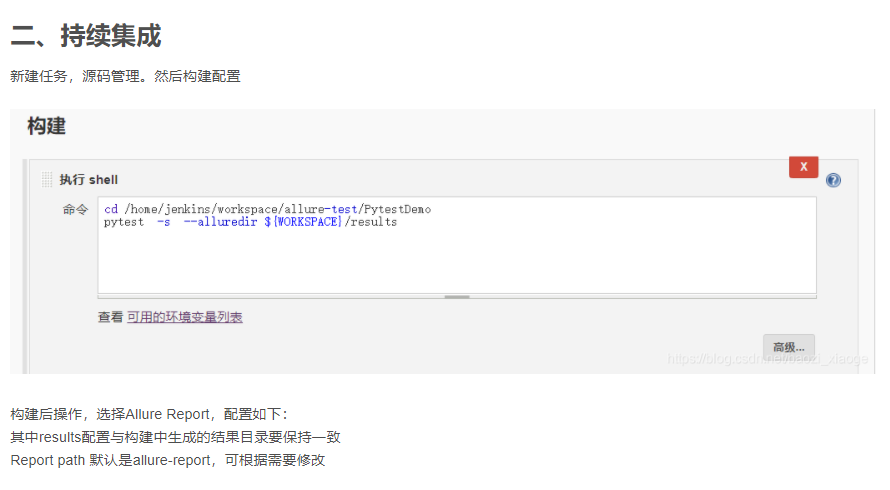 二、持续集成
新建任务，源码管理。然后构建配置
构建
X
执行 shell
命令
cd /home/jenkins/workspace/allure-test/PytestDemo
pytest  -s  --alluredir ${WORKSPACE}/results
查看 可用的环境变量列表
高级...
构建后操作，选择Allure Report，配置如下：
其中results配置与构建中生成的结果目录要保持一致
Report path 默认是allure-report，可根据需要修改